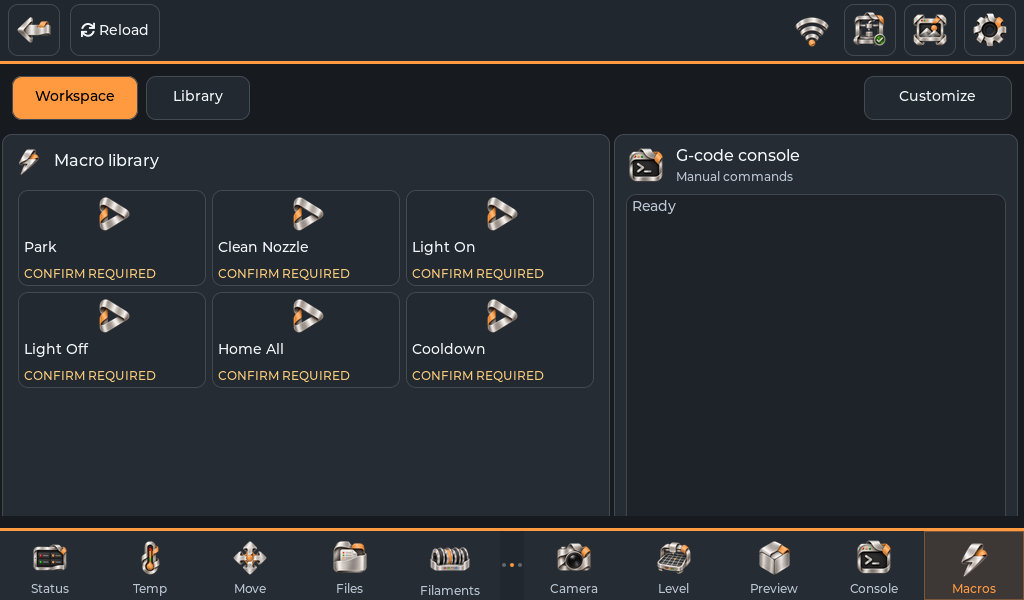 Reload
Workspace
Library
Customize
Macro library
Park
CONFIRM REQUIRED
Clean Nozzle
CONFIRM REQUIRED
Light On
CONFIRM REQUIRED
Light Off
CONFIRM REQUIRED
Home All
CONFIRM REQUIRED
Cooldown
CONFIRM REQUIRED
G-code console
Manual commands
Ready
Status
Temp
Move
Files
Filaments
Camera
Level
Preview
Console
Macros